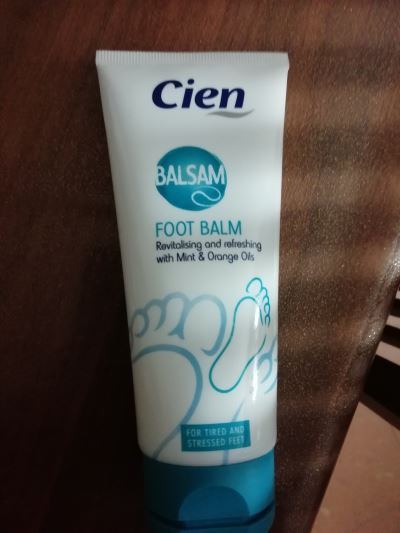 Cien
BALSAM
FOOT BALM
Revitalising and refreshing
with Mint & Orange Oils
FOR TIRED AND
STRESSED FEET